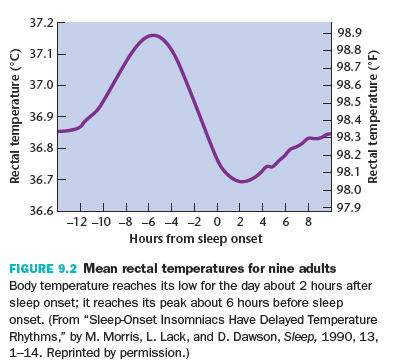 37.2
37.1
37.0
36.9
36.8
36.7
36.6
Rectal temperature (°C)
98.9
98.8
98.7
98.6
98.5
98.4
98.3
98.2
98.1
98.0
97.9
Rectal temperature (°F)
–12 –10 –8 –6 –4 –2 0 2 4 6 8
Hours from sleep onset
FIGURE 9.2 Mean rectal temperatures for nine adults
Body temperature reaches its low for the day about 2 hours after
sleep onset; it reaches its peak about 6 hours before sleep
onset. (From “Sleep-Onset Insomniacs Have Delayed Temperature
Rhythms,” by M. Morris, L. Lack, and D. Dawson, Sleep, 1990, 13,
1–14. Reprinted by permission.)